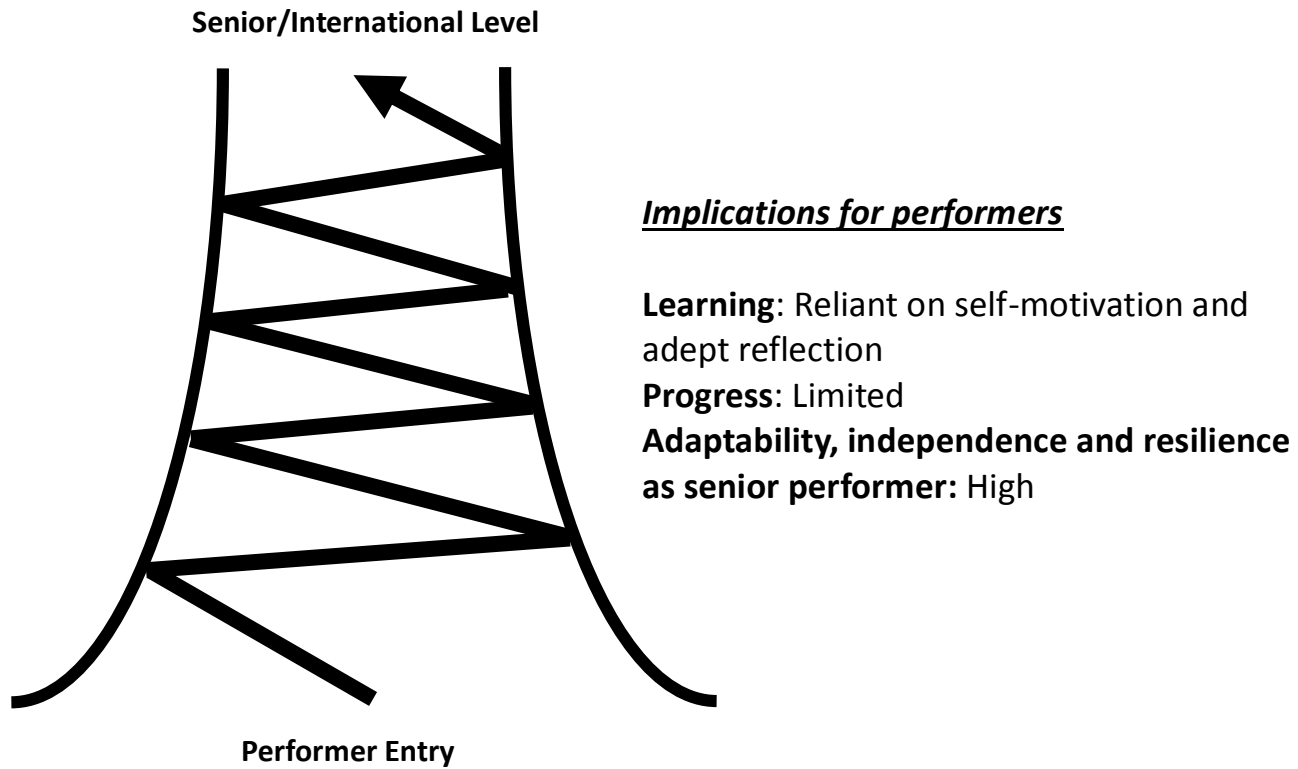 Senior/International Level
Implications for performers
Learning: Reliant on self-motivation and
adept reflection
Progress: Limited
Adaptability, independence and resilience
as senior performer: High
Performer Entry